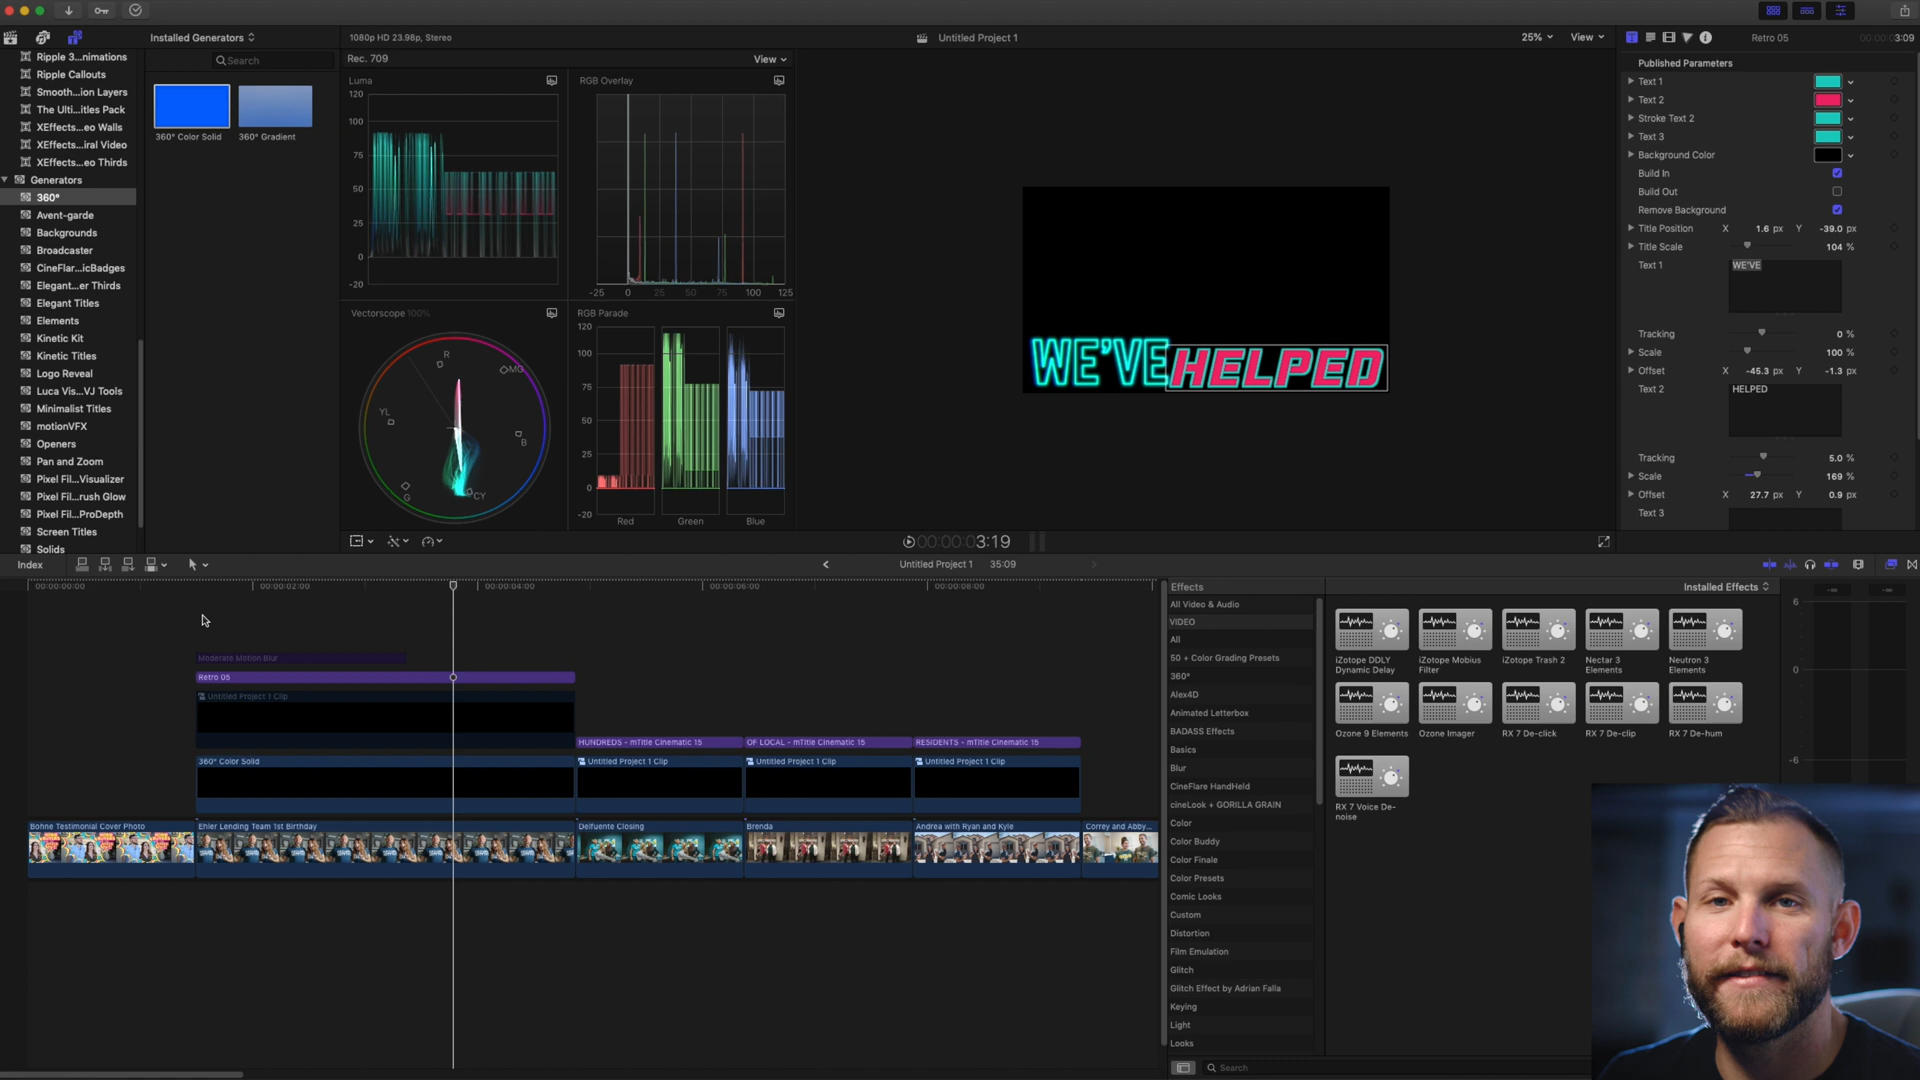 Installed Generators
1080p HD 23.98p, Stereo
Untitled Project 1
25%
View
Retro 05
3:09
Ripple 3...nimations
Ripple Callouts
Smooth...ion Layers
The Ulti...itles Pack
XEffects...eo Walls
XEffects...iral Video
XEffects...eo Thirds
Generators
360°
Avant-garde
Backgrounds
Broadcaster
CineFlar...icBadges
Elegant...er Thirds
Elegant Titles
Elements
Kinetic Kit
Kinetic Titles
Logo Reveal
Luca Vis...VJ Tools
Minimalist Titles
motionVFX
Openers
Pan and Zoom
Pixel Fil...Visualizer
Pixel Fil...rush Glow
Pixel Fil...ProDepth
Screen Titles
Solids
Search
360° Color Solid
360° Gradient
Rec. 709
View
Luma
120
100
75
50
25
0
-20
RGB Overlay
-25 0 25 50 75 100 125
Vectorscope 100%
R
MG
YL
B
G
CY
RGB Parade
120
100
75
50
25
0
-20
Red
Green
Blue
WE'VE HELPED
Published Parameters
Text 1
Text 2
Stroke Text 2
Text 3
Background Color
Build In
Build Out
Remove Background
Title Position X 1.6 px Y -39.0 px
Title Scale 104 %
Text 1 WE'VE
Tracking 0 %
Scale 100 %
Offset X -45.3 px Y -1.3 px
Text 2 HELPED
Tracking 5.0 %
Scale 169 %
Offset X 27.7 px Y 0.9 px
Text 3
00:00:00:03:19
Index
Untitled Project 1 35:09
00:00:00:00
00:00:02:00
00:00:04:00
00:00:06:00
00:00:08:00
Moderate Motion Blur
Retro 05
Untitled Project 1 Clip
HUNDREDS - mTitle Cinematic 15
OF LOCAL - mTitle Cinematic 15
RESIDENTS - mTitle Cinematic 15
360° Color Solid
Untitled Project 1 Clip
Untitled Project 1 Clip
Untitled Project 1 Clip
Bohne Testimonial Cover Photo
Ehler Lending Team 1st Birthday
Delfuente Closing
Brenda
Andrea with Ryan and Kyle
Correy and Abby...
Effects
Installed Effects
All Video & Audio
VIDEO
All
50 + Color Grading Presets
360°
Alex4D
Animated Letterbox
BADASS Effects
Basics
Blur
CineFlare HandHeld
cineLook + GORILLA GRAIN
Color
Color Buddy
Color Finale
Color Presets
Comic Looks
Custom
Distortion
Film Emulation
Glitch
Glitch Effect by Adrian Falla
Keying
Light
Looks
iZotope DDLY Dynamic Delay
iZotope Mobius Filter
iZotope Trash 2
Nectar 3 Elements
Neutron 3 Elements
Ozone 9 Elements
Ozone Imager
RX 7 De-click
RX 7 De-clip
RX 7 De-hum
RX 7 Voice De-noise
Search
6
0
-6